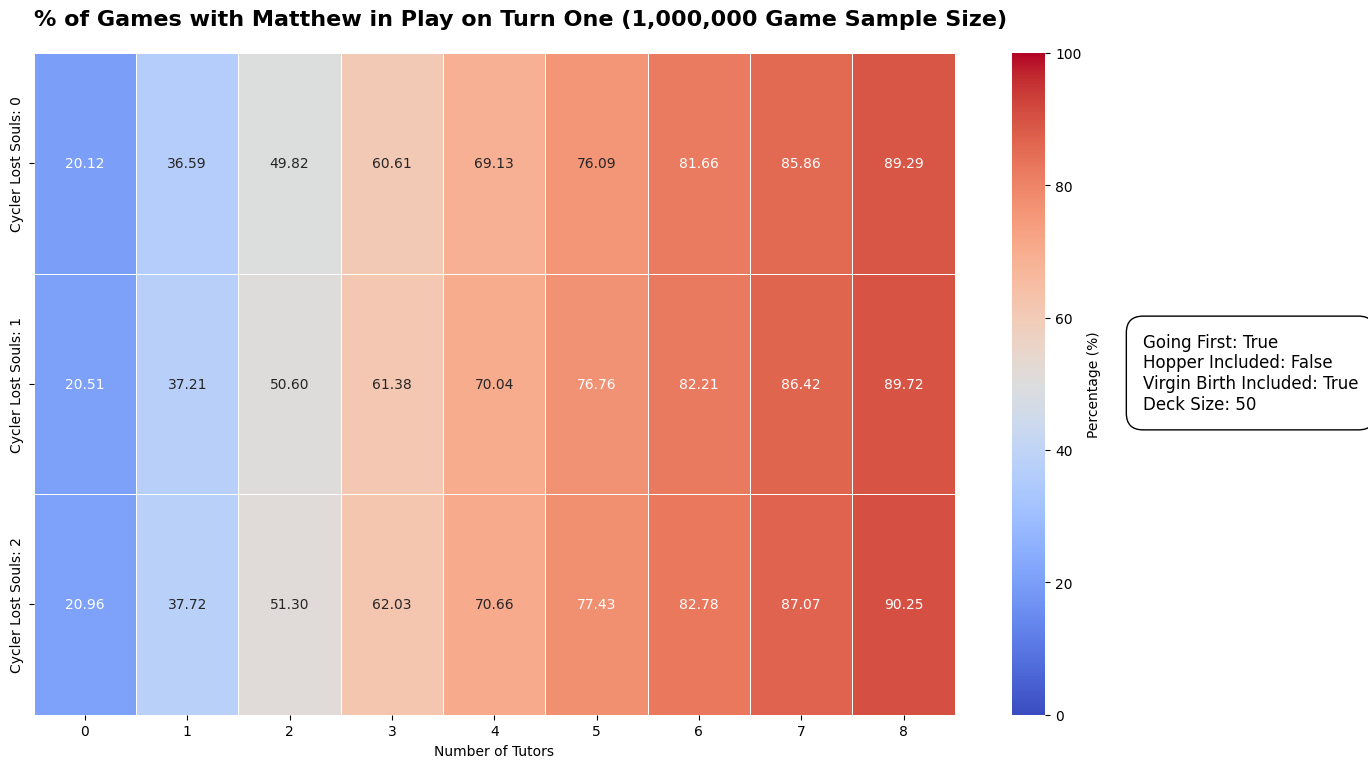 % of Games with Matthew in Play on Turn One (1,000,000 Game Sample Size)
Cycler Lost Souls: 0
20.12 36.59 49.82 60.61 69.13 76.09 81.66 85.86 89.29
Cycler Lost Souls: 1
20.51 37.21 50.60 61.38 70.04 76.76 82.21 86.42 89.72
Cycler Lost Souls: 2
20.96 37.72 51.30 62.03 70.66 77.43 82.78 87.07 90.25
0 1 2 3 4 5 6 7 8
Number of Tutors
100
80
60
40
20
0
Percentage (%)
Going First: True
Hopper Included: False
Virgin Birth Included: True
Deck Size: 50